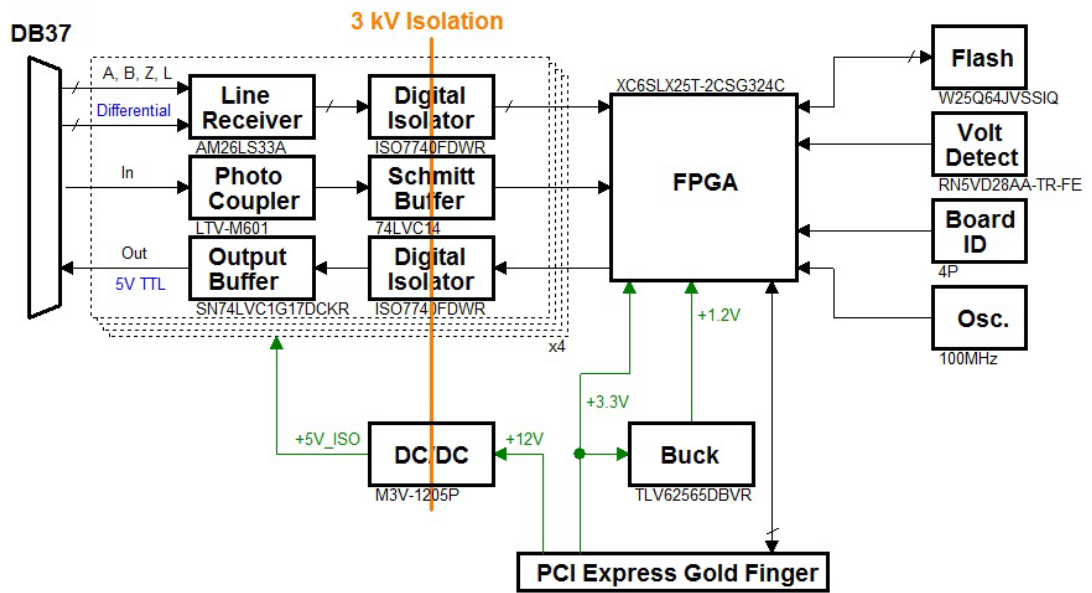 3 kV Isolation
DB37
A, B, Z, L
Differential
Line
Receiver
AM26LS33A
Digital
Isolator
ISO7740FDWR
XC6SLX25T-2CSG324C
FPGA
Flash
W25Q64JVSSIQ
Volt
Detect
RN5VD28AA-TR-FE
In
Photo
Coupler
LTV-M601
Schmitt
Buffer
74LVC14
Board
ID
4P
Out
5V TTL
Output
Buffer
SN74LVC1G17DCKR
Digital
Isolator
ISO7740FDWR
Osc.
100MHz
x4
+1.2V
+3.3V
+5V_ISO
DC/DC
M3V-1205P
+12V
Buck
TLV62565DBVR
PCI Express Gold Finger